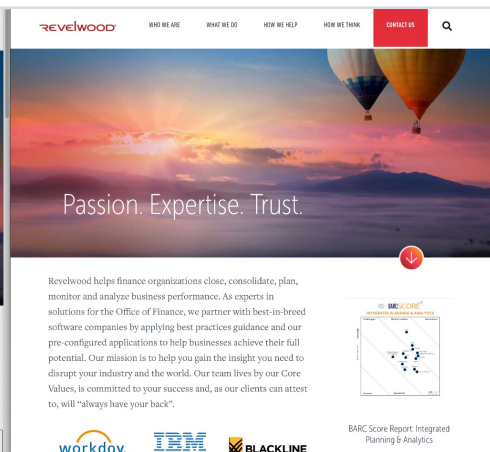 REVELWOOD
WHO WE ARE
WHAT WE DO
HOW WE HELP
HOW WE THINK
CONTACT US
Passion. Expertise. Trust.
Revelwood helps finance organizations close, consolidate, plan,
monitor and analyze business performance. As experts in
solutions for the Office of Finance, we partner with best-in-breed
software companies by applying best practices guidance and our
pre-configured applications to help businesses achieve their full
potential. Our mission is to help you gain the insight you need to
disrupt your industry and the world. Our team lives by our Core
Values, is committed to your success and, as our clients can attest
to, will “always have your back”.
BARC SCORE
INTEGRATED PLANNING & ANALYTICS
BARC Score Report: Integrated
Planning & Analytics
workday.
IBM
BLACKLINE